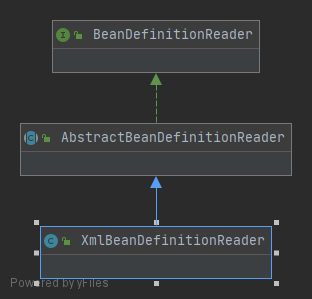 I BeanDefinitionReader
C AbstractBeanDefinitionReader
C XmlBeanDefinitionReader
Powered by yFiles